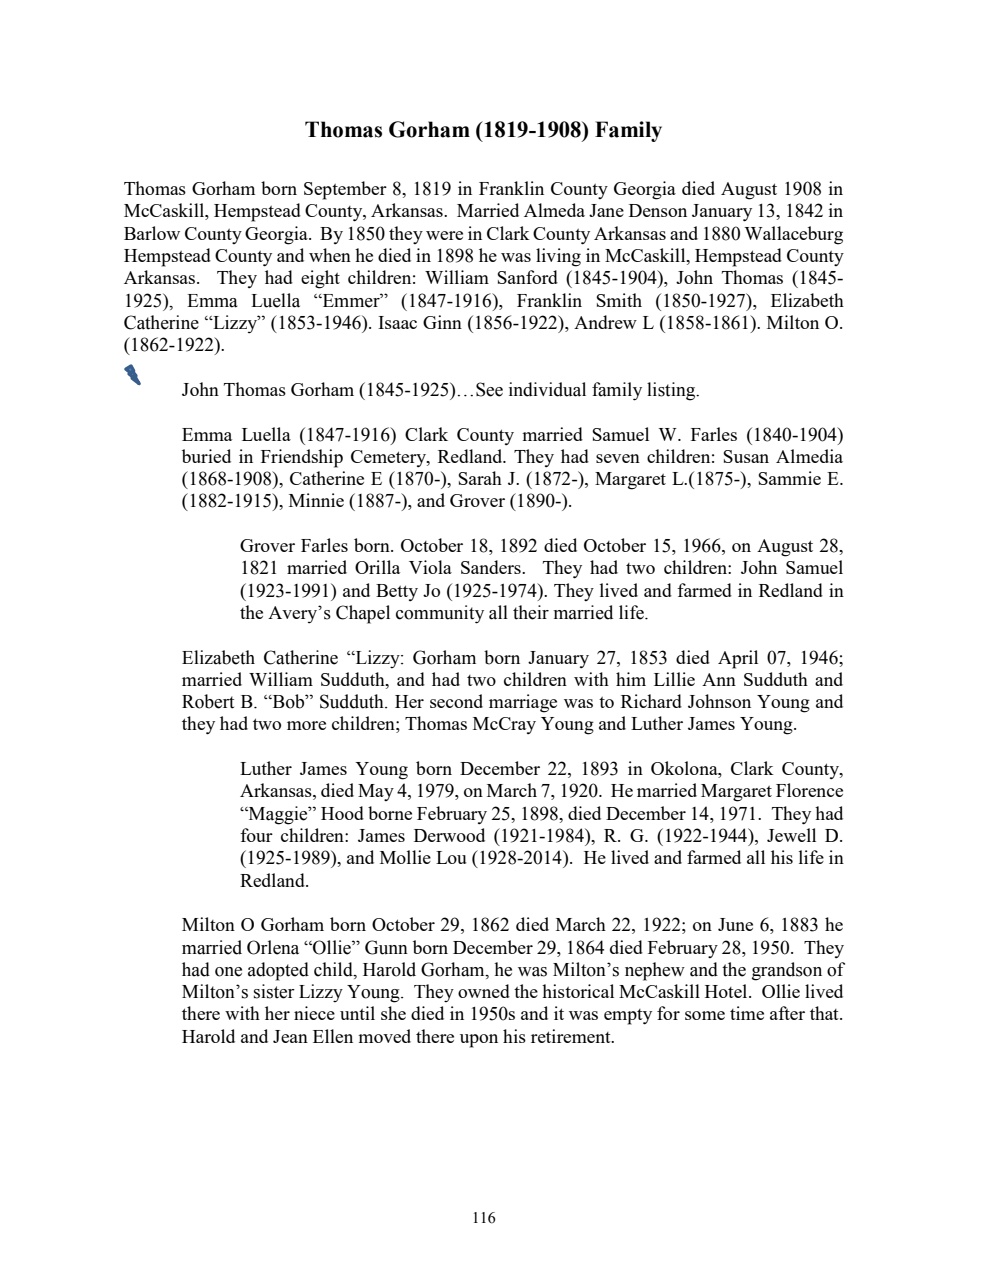 Thomas Gorham (1819-1908) Family
Thomas Gorham born September 8, 1819 in Franklin County Georgia died August 1908 in
McCaskill, Hempstead County, Arkansas.  Married Almeda Jane Denson January 13, 1842 in
Barlow County Georgia.  By 1850 they were in Clark County Arkansas and 1880 Wallaceburg
Hempstead County and when he died in 1898 he was living in McCaskill, Hempstead County
Arkansas.  They had eight children: William Sanford (1845-1904), John Thomas (1845-
1925), Emma Luella “Emmer” (1847-1916), Franklin Smith (1850-1927), Elizabeth
Catherine “Lizzy” (1853-1946). Isaac Ginn (1856-1922), Andrew L (1858-1861). Milton O.
(1862-1922).
John Thomas Gorham (1845-1925)…See individual family listing.
Emma Luella (1847-1916) Clark County married Samuel W. Farles (1840-1904)
buried in Friendship Cemetery, Redland. They had seven children: Susan Almedia
(1868-1908), Catherine E (1870-), Sarah J. (1872-), Margaret L.(1875-), Sammie E.
(1882-1915), Minnie (1887-), and Grover (1890-).
Grover Farles born. October 18, 1892 died October 15, 1966, on August 28,
1821 married Orilla Viola Sanders.  They had two children: John Samuel
(1923-1991) and Betty Jo (1925-1974). They lived and farmed in Redland in
the Avery’s Chapel community all their married life.
Elizabeth Catherine “Lizzy: Gorham born January 27, 1853 died April 07, 1946;
married William Sudduth, and had two children with him Lillie Ann Sudduth and
Robert B. “Bob” Sudduth. Her second marriage was to Richard Johnson Young and
they had two more children; Thomas McCray Young and Luther James Young.
Luther James Young born December 22, 1893 in Okolona, Clark County,
Arkansas, died May 4, 1979, on March 7, 1920.  He married Margaret Florence
“Maggie” Hood borne February 25, 1898, died December 14, 1971.  They had
four children: James Derwood (1921-1984), R. G. (1922-1944), Jewell D.
(1925-1989), and Mollie Lou (1928-2014).  He lived and farmed all his life in
Redland.
Milton O Gorham born October 29, 1862 died March 22, 1922; on June 6, 1883 he
married Orlena “Ollie” Gunn born December 29, 1864 died February 28, 1950.  They
had one adopted child, Harold Gorham, he was Milton’s nephew and the grandson of
Milton’s sister Lizzy Young.  They owned the historical McCaskill Hotel.  Ollie lived
there with her niece until she died in 1950s and it was empty for some time after that.
Harold and Jean Ellen moved there upon his retirement.
116